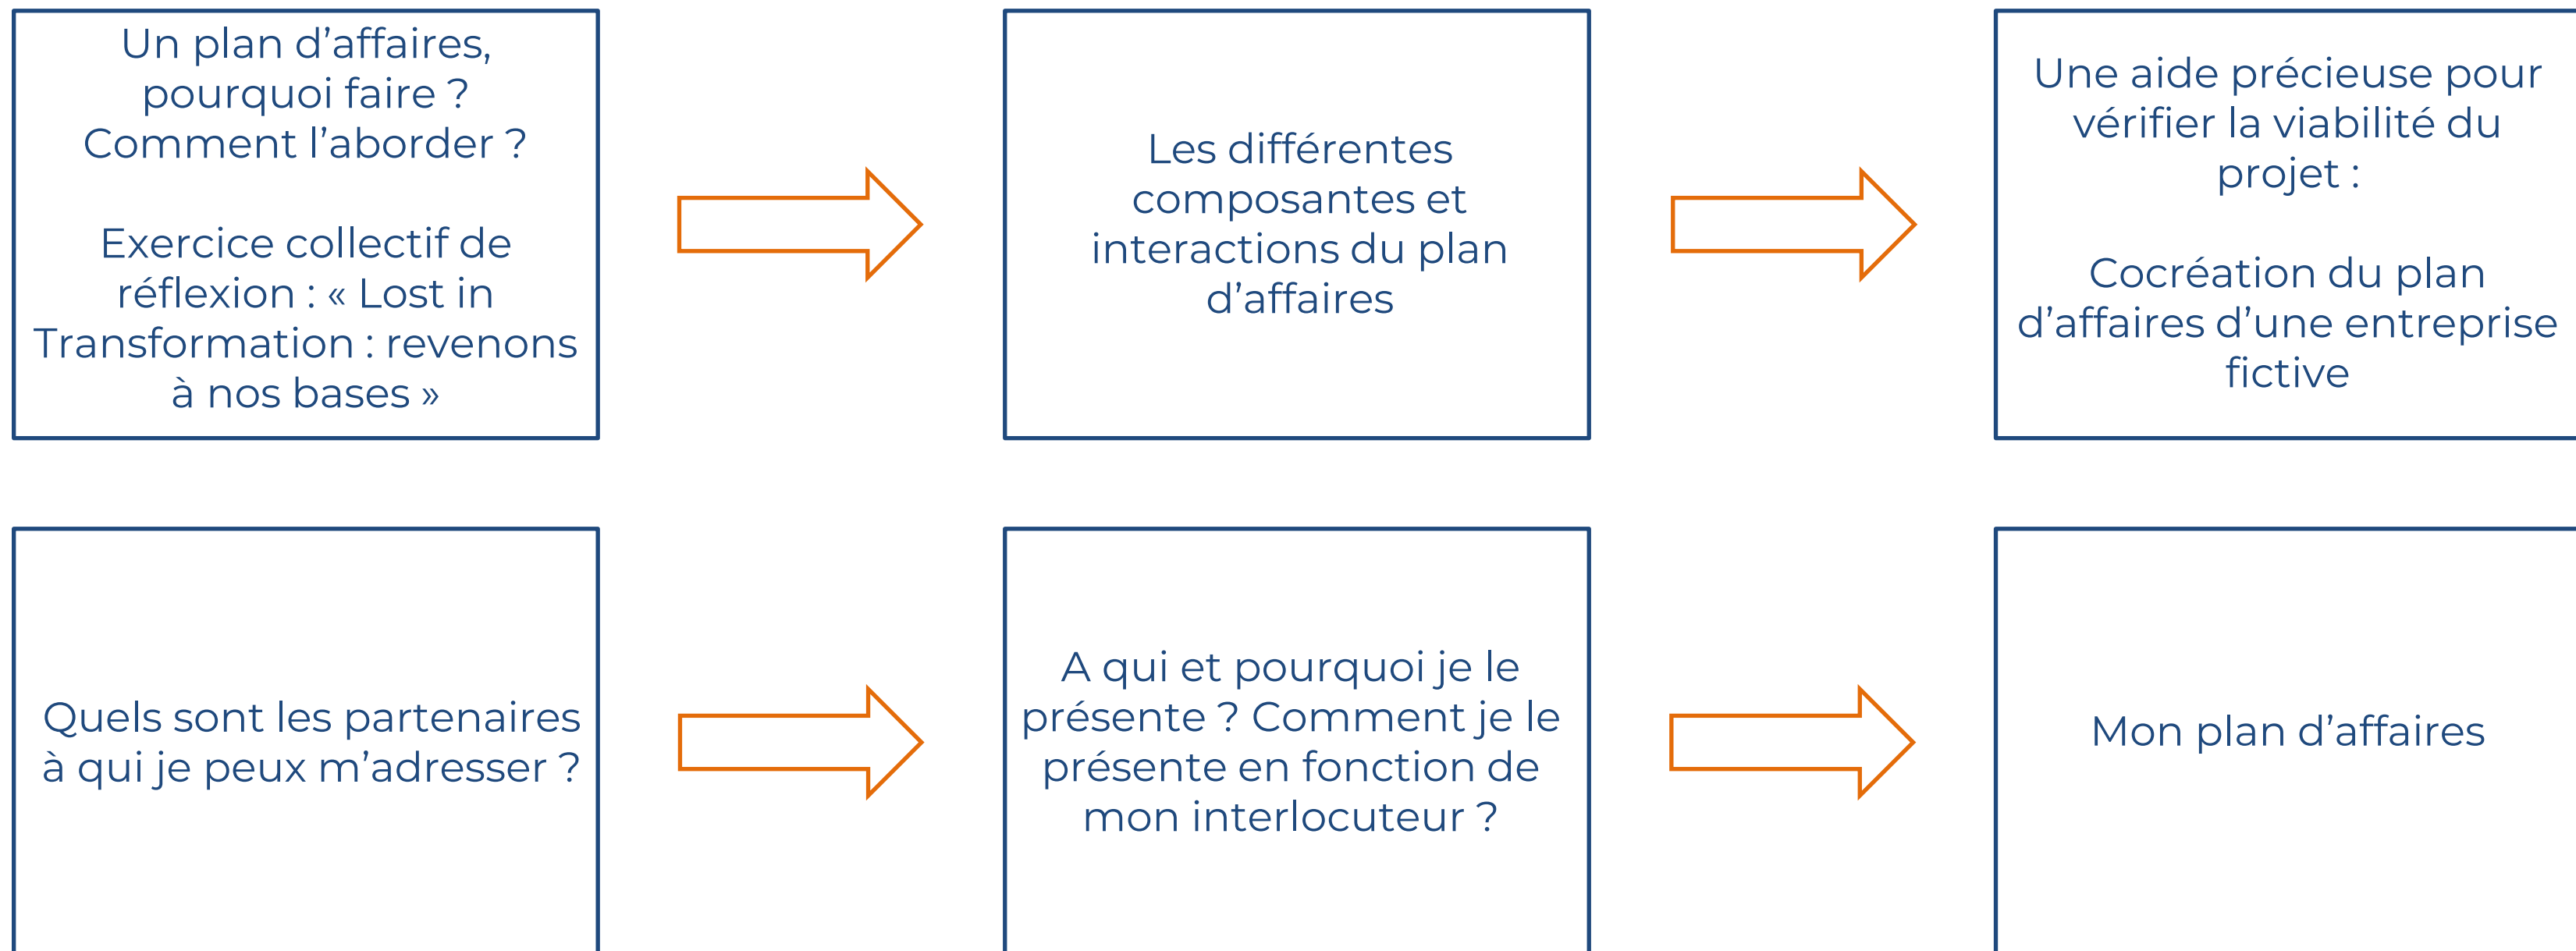 Un plan d’affaires,
pourquoi faire ?
Comment l’aborder ?
Exercice collectif de
réflexion : « Lost in
Transformation : revenons
à nos bases »
Les différentes
composantes et
interactions du plan
d’affaires
Une aide précieuse pour
vérifier la viabilité du
projet :
Cocréation du plan
d’affaires d’une entreprise
fictive
Quels sont les partenaires
à qui je peux m’adresser ?
A qui et pourquoi je le
présente ? Comment je le
présente en fonction de
mon interlocuteur ?
Mon plan d’affaires